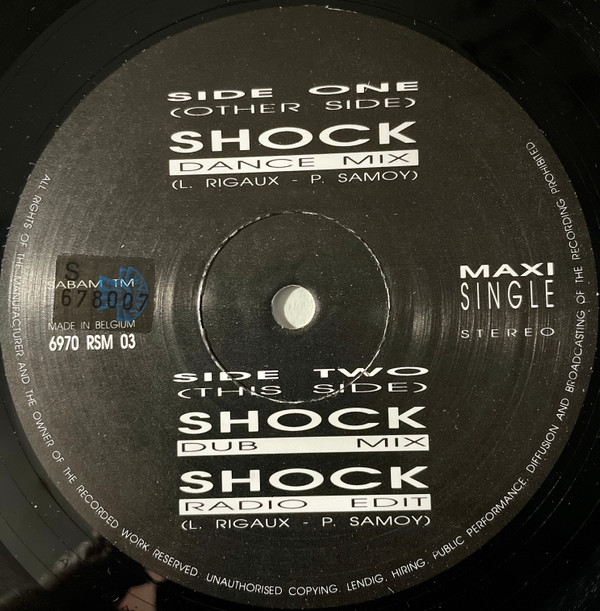 SIDE ONE
(OTHER SIDE)
SHOCK
DANCE MIX
(L. RIGAUX - P. SAMOY)
S
SABAM TM
678007
MADE IN BELGIUM
6970 RSM 03
MAXI
SINGLE
STEREO
SIDE TWO
(THIS SIDE)
SHOCK
DUB MIX
SHOCK
RADIO EDIT
(L. RIGAUX - P. SAMOY)
ALL RIGHTS OF THE MANUFACTURER AND THE OWNER OF THE RECORDED WORK RESERVED. UNAUTHORISED COPYING. LENDIG. HIRING. PUBLIC PERFORMANCE. DIFFUSION AND BROADCASTING OF THE RECORDING PROHIBITED